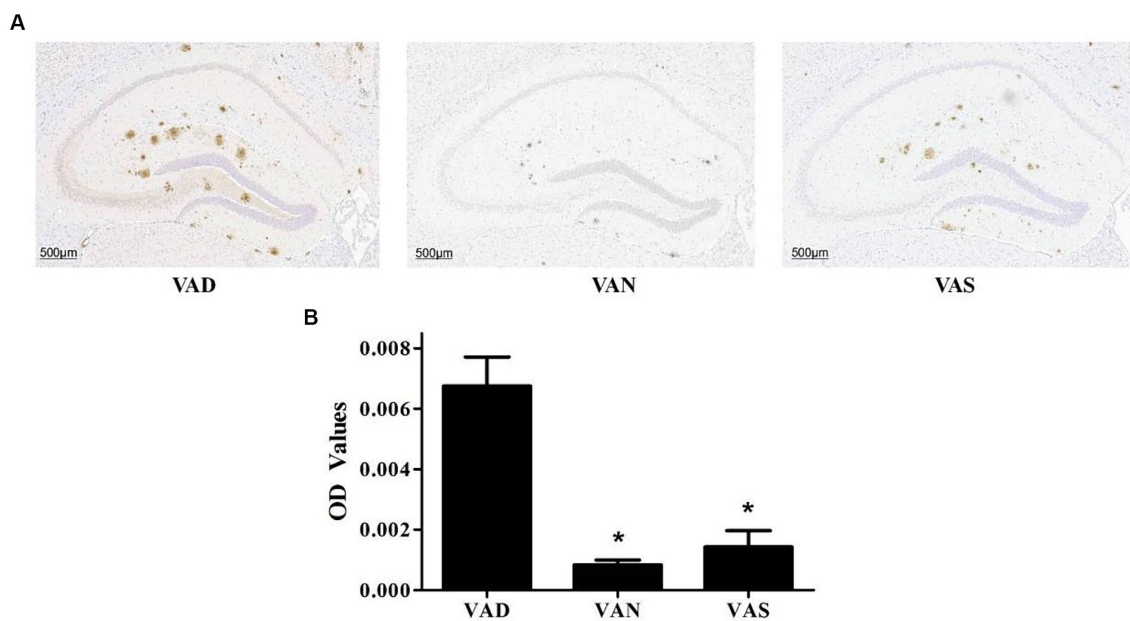 A
500μm
500μm
500μm
VAD
VAN
VAS
B
0.008
0.006
0.004
0.002
0.000
OD Values
*
*
VAD
VAN
VAS